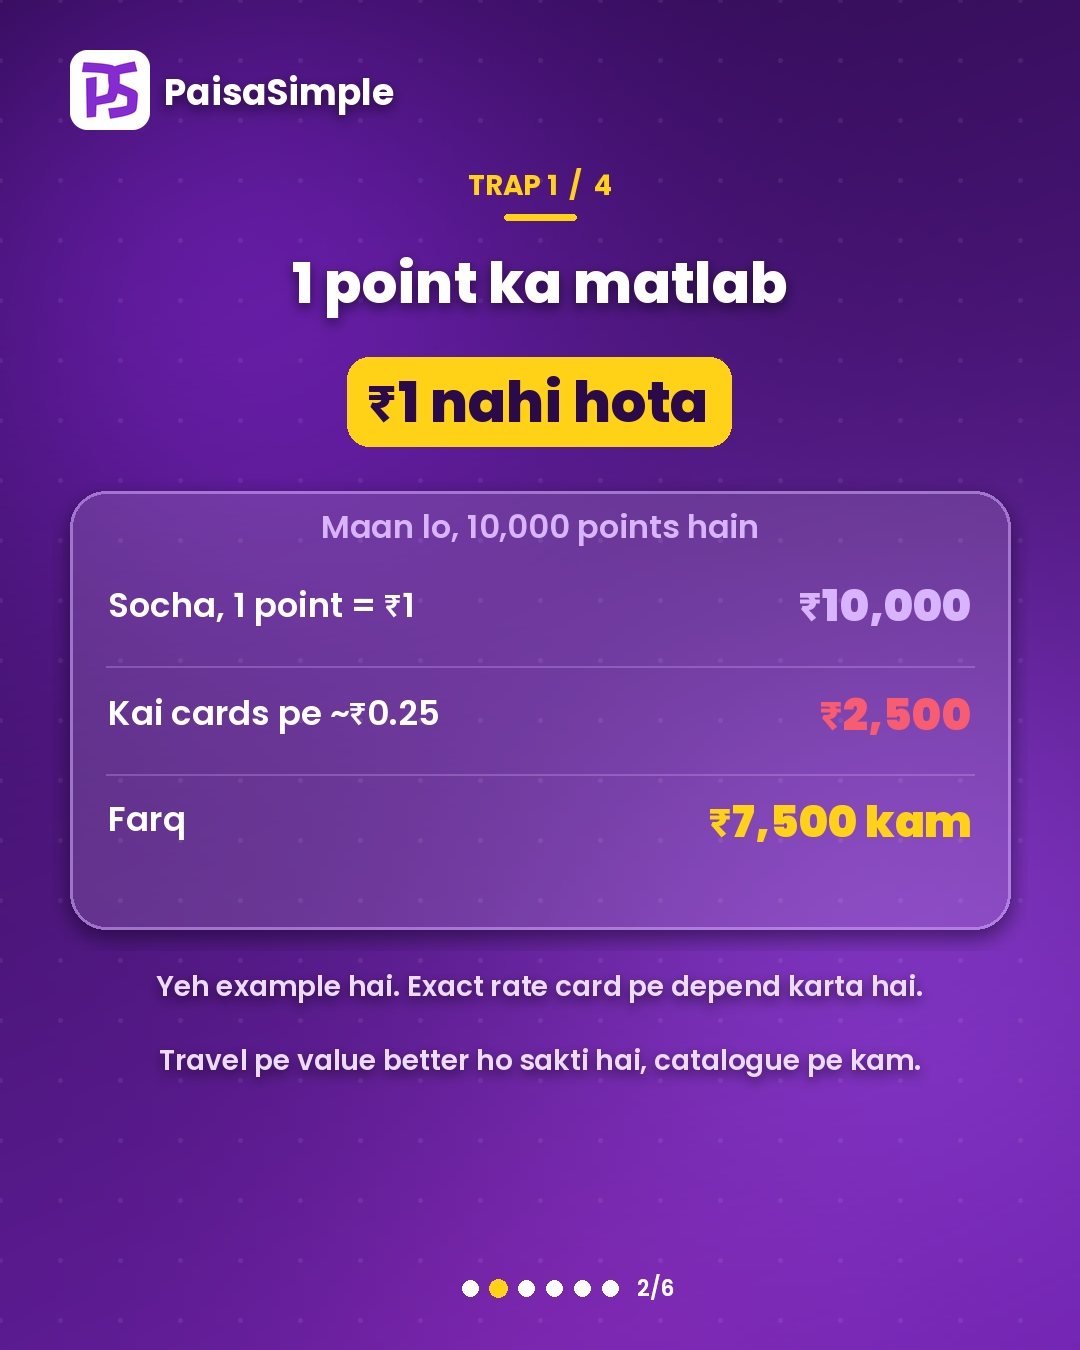 PS PaisaSimple
TRAP 1 / 4
1 point ka matlab
₹1 nahi hota
Maan lo, 10,000 points hain
Socha, 1 point = ₹1 ₹10,000
Kai cards pe ~₹0.25 ₹2,500
Farq ₹7,500 kam
Yeh example hai. Exact rate card pe depend karta hai.
Travel pe value better ho sakti hai, catalogue pe kam.
2/6